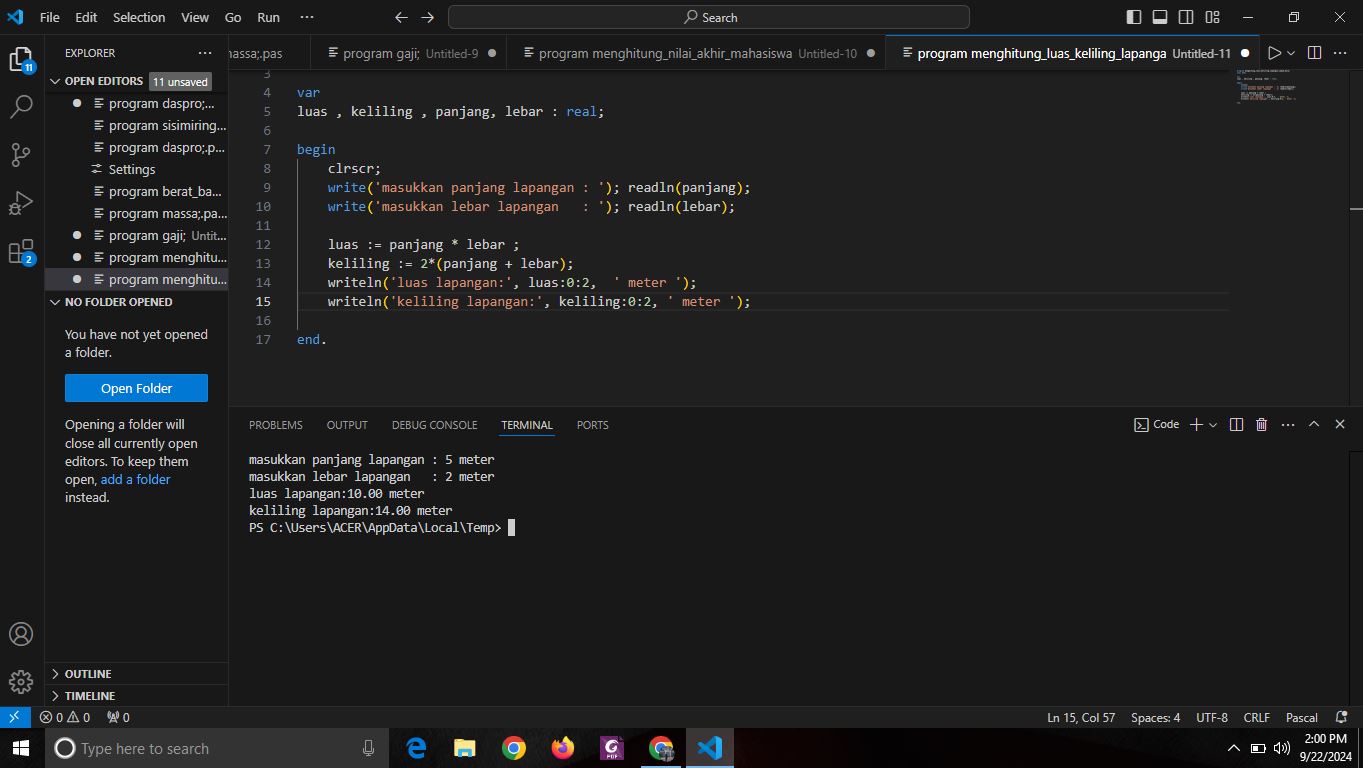 File Edit Selection View Go Run ··· Search
EXPLORER ···
OPEN EDITORS 11 unsaved
program daspro;...
program sisimiring...
program daspro;.p...
Settings
program berat_ba...
program massa;.pa...
program gaji; Untit...
program menghitu...
program menghitu...
NO FOLDER OPENED
You have not yet opened
a folder.
Open Folder
Opening a folder will
close all currently open
editors. To keep them
open, add a folder
instead.
OUTLINE
TIMELINE
11
2
massa;.pas program gaji; Untitled-9 program menghitung_nilai_akhir_mahasiswa Untitled-10 program menghitung_luas_keliling_lapanga Untitled-11
3
4 var
5 luas , keliling , panjang, lebar : real;
6
7 begin
8 clrscr;
9 write('masukkan panjang lapangan : '); readln(panjang);
10 write('masukkan lebar lapangan   : '); readln(lebar);
11
12 luas := panjang * lebar ;
13 keliling := 2*(panjang + lebar);
14 writeln('luas lapangan:', luas:0:2,  ' meter ');
15 writeln('keliling lapangan:', keliling:0:2, ' meter ');
16
17 end.
PROBLEMS OUTPUT DEBUG CONSOLE TERMINAL PORTS Code
masukkan panjang lapangan : 5 meter
masukkan lebar lapangan   : 2 meter
luas lapangan:10.00 meter
keliling lapangan:14.00 meter
PS C:\Users\ACER\AppData\Local\Temp>
0 0 0 Ln 15, Col 57 Spaces: 4 UTF-8 CRLF Pascal
Type here to search
PDF
2:00 PM
9/22/2024